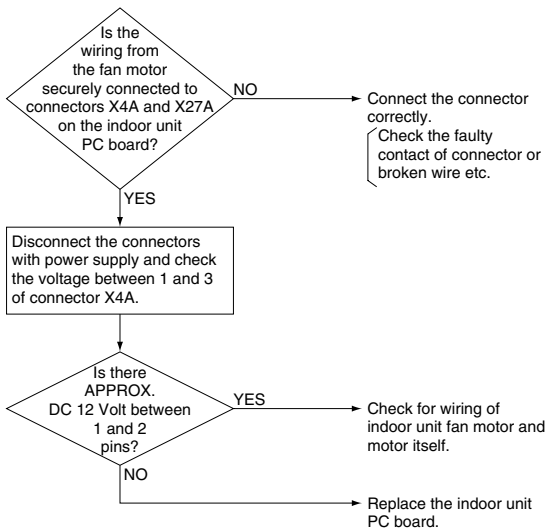 Is the
wiring from
the fan motor
securely connected to
connectors X4A and X27A
on the indoor unit
PC board?
NO
Connect the connector
correctly.
Check the faulty
contact of connector or
broken wire etc.
YES
Disconnect the connectors
with power supply and check
the voltage between 1 and 3
of connector X4A.
Is there
APPROX.
DC 12 Volt between
1 and 2
pins?
YES
Check for wiring of
indoor unit fan motor and
motor itself.
NO
Replace the indoor unit
PC board.